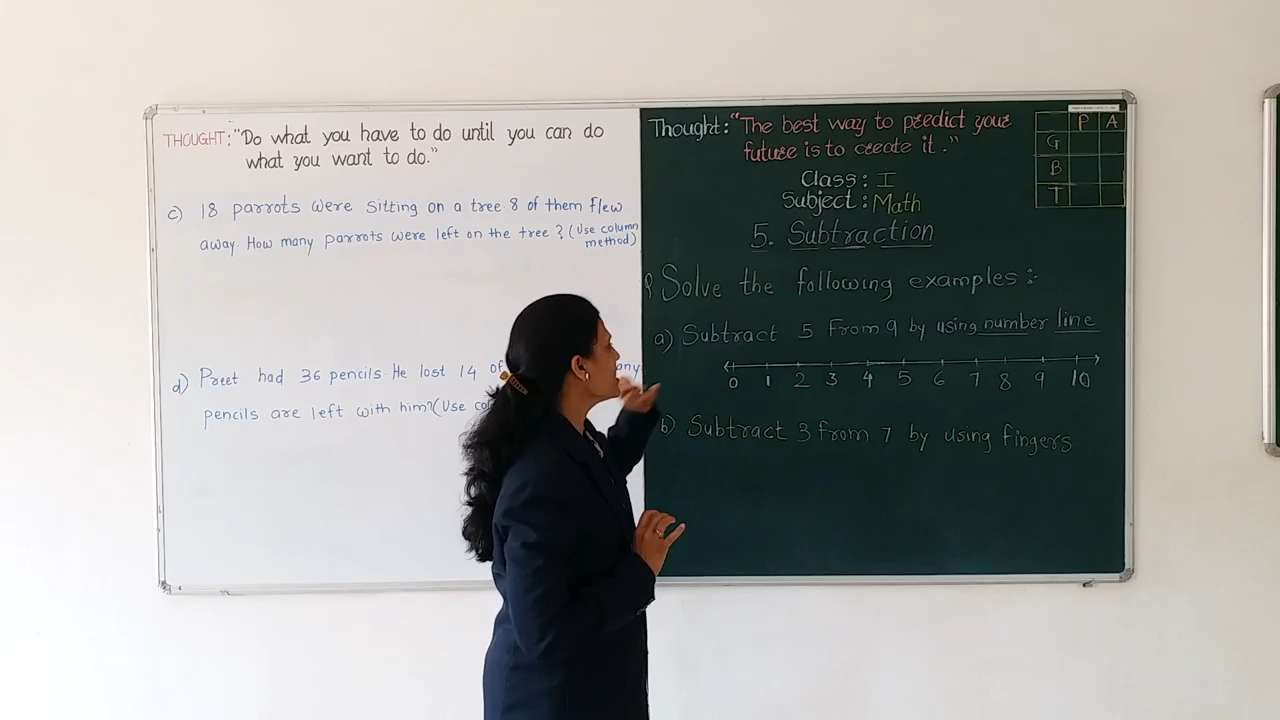 THOUGHT: "Do what you have to do until you can do
what you want to do."
c) 18 parrots were sitting on a tree 8 of them flew
away. How many parrots were left on the tree? (Use column
method)
d) Preet had 36 pencils He lost 14 of
pencils are left with him? (Use
Thought: "The best way to predict your
future is to create it."
Class: I
Subject: Math
5. Subtraction
Q Solve the following examples :-
a) Subtract 5 from 9 by using number line
0 1 2 3 4 5 6 7 8 9 10
b) Subtract 3 from 7 by using fingers
P A
G
B
T